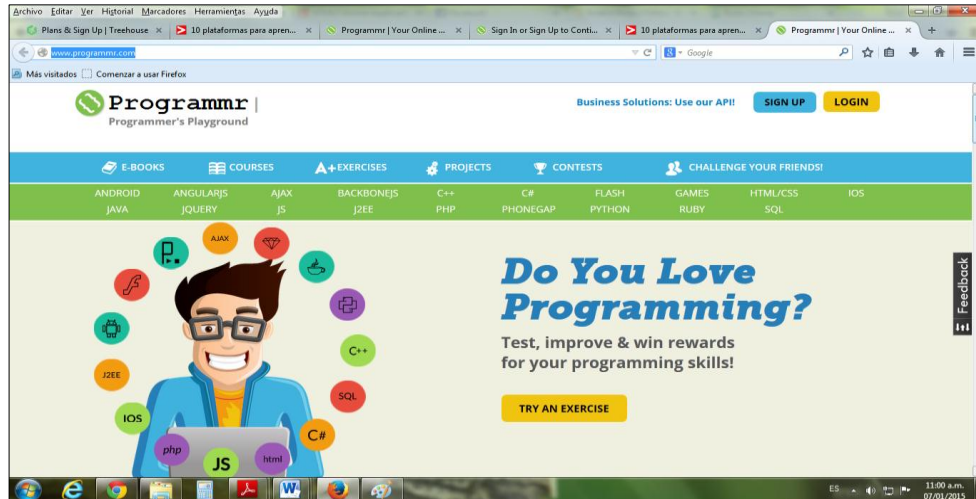 Archivo Editar Ver Historial Marcadores Herramientas Ayuda
Plans & Sign Up | Treehouse × 10 plataformas para apren... × Programmr | Your Online ... × Sign In or Sign Up to Conti... × 10 plataformas para apren... × Programmr | Your Online ... × +
www.programmr.com Google
Más visitados Comenzar a usar Firefox
Programmr |
Programmer's Playground
Business Solutions: Use our API! SIGN UP LOGIN
E-BOOKS COURSES A+ EXERCISES PROJECTS CONTESTS CHALLENGE YOUR FRIENDS!
ANDROID ANGULARJS AJAX BACKBONEJS C++ C# FLASH GAMES HTML/CSS IOS
JAVA JQUERY JS J2EE PHP PHONEGAP PYTHON RUBY SQL
AJAX
P.
C++
J2EE
SQL
IOS
C#
php
JS
html
Do You Love
Programming?
Test, improve & win rewards
for your programming skills!
TRY AN EXERCISE
Feedback
ES 11:00 a.m.
07/01/2015